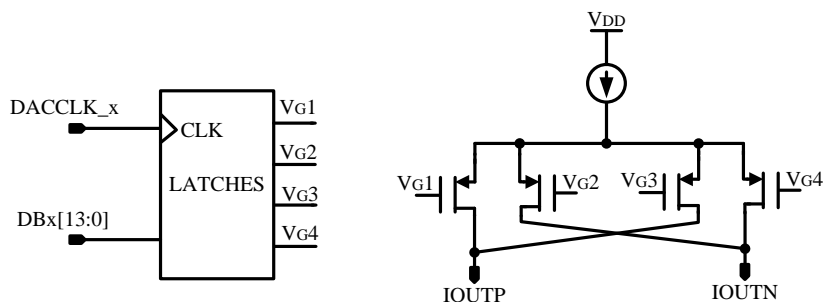 VDD
DACCLK_x
CLK
VG1
VG2
LATCHES
VG3
DBx[13:0]
VG4
VG1
VG2
VG3
VG4
IOUTP
IOUTN